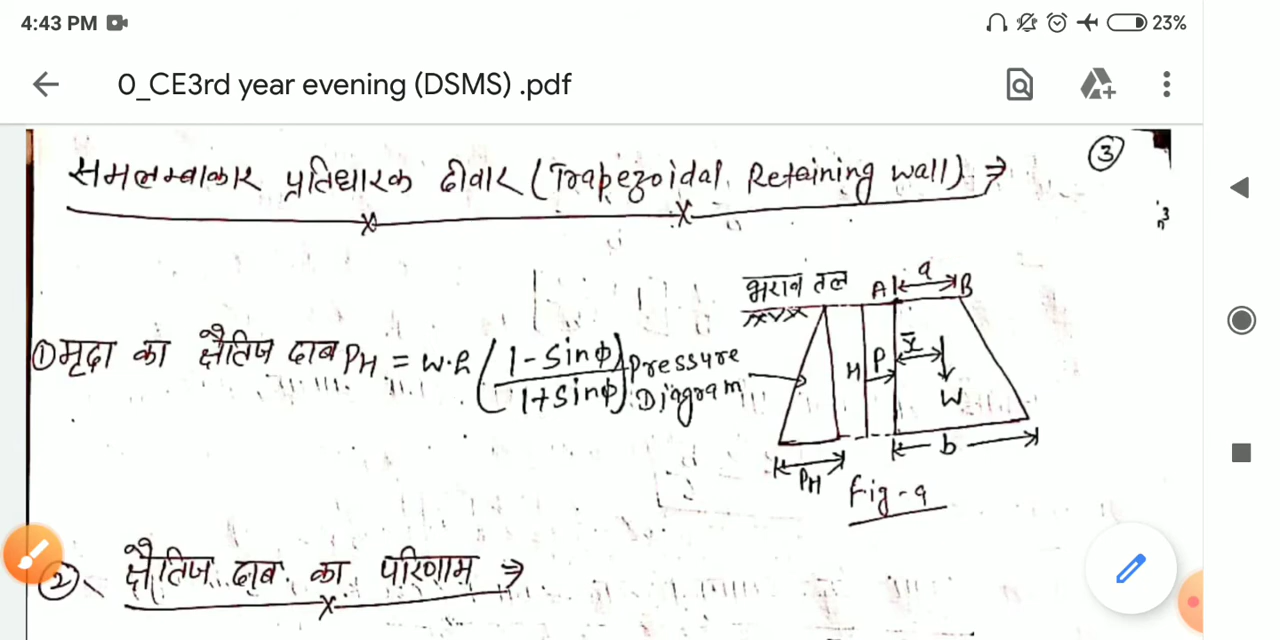 4:43 PM
23%
0_CE3rd year evening (DSMS) .pdf
3
समलम्बाकार प्रतिधारक दीवार (Trapezoidal Retaining wall) ⇒
भराव तल
A
a
B
① मृदा का क्षैतिज दाब PH = w.h (1-sinφ / 1+sinφ)
Pressure
Diagram
H
P
x̄
W
b
PH
Fig-a
②. क्षैतिज दाब का परिणाम ⇒